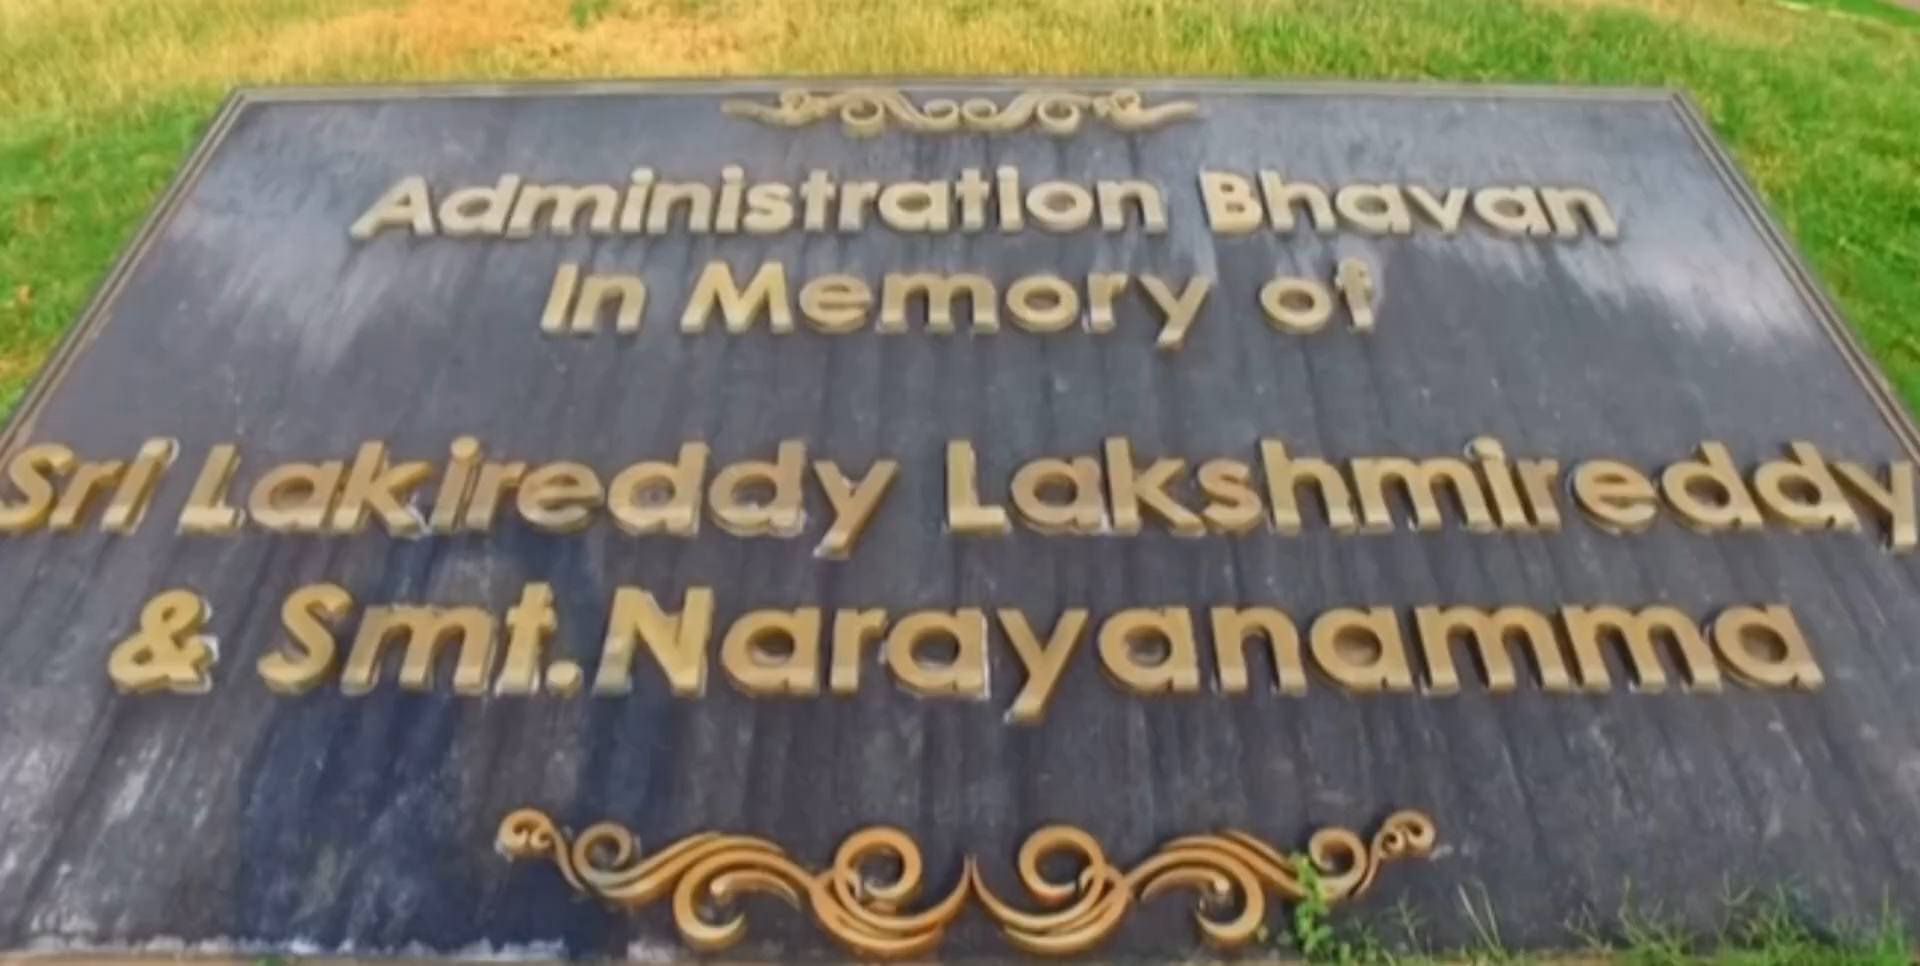 Administration Bhavan
In Memory of
Sri Lakireddy Lakshmireddy
& Smt.Narayanamma